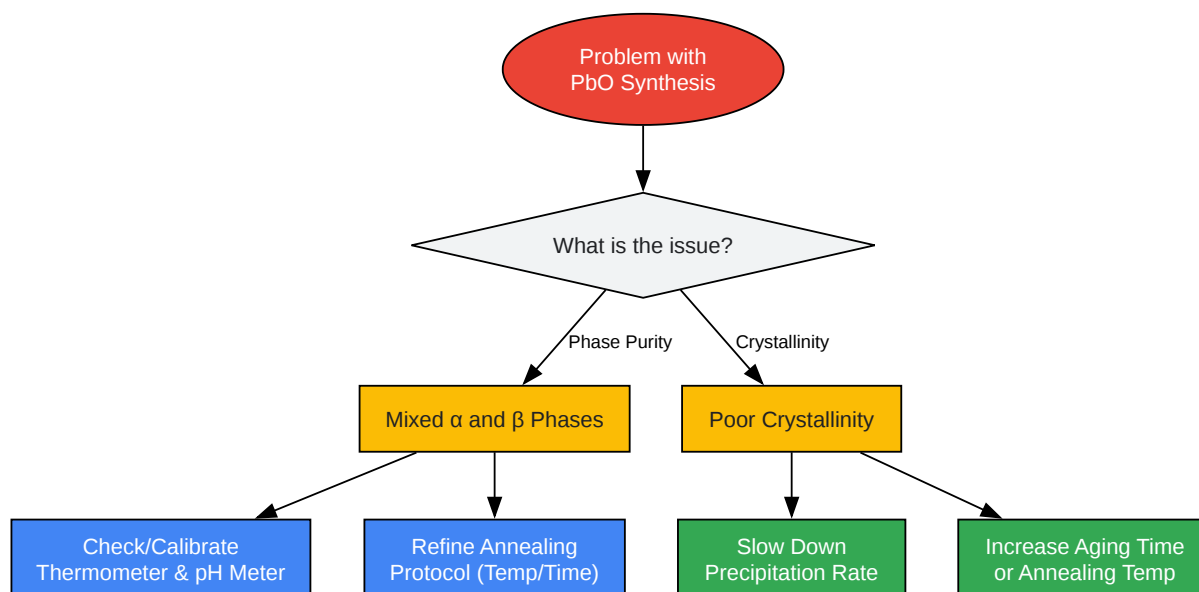 Problem with
PbO Synthesis
What is the issue?
Phase Purity
Crystallinity
Mixed α and β Phases
Poor Crystallinity
Check/Calibrate
Thermometer & pH Meter
Refine Annealing
Protocol (Temp/Time)
Slow Down
Precipitation Rate
Increase Aging Time
or Annealing Temp